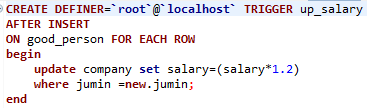 CREATE DEFINER=`root`@`localhost` TRIGGER up_salary
AFTER INSERT
ON good_person FOR EACH ROW
begin
update company set salary=(salary*1.2)
where jumin =new.jumin;
end